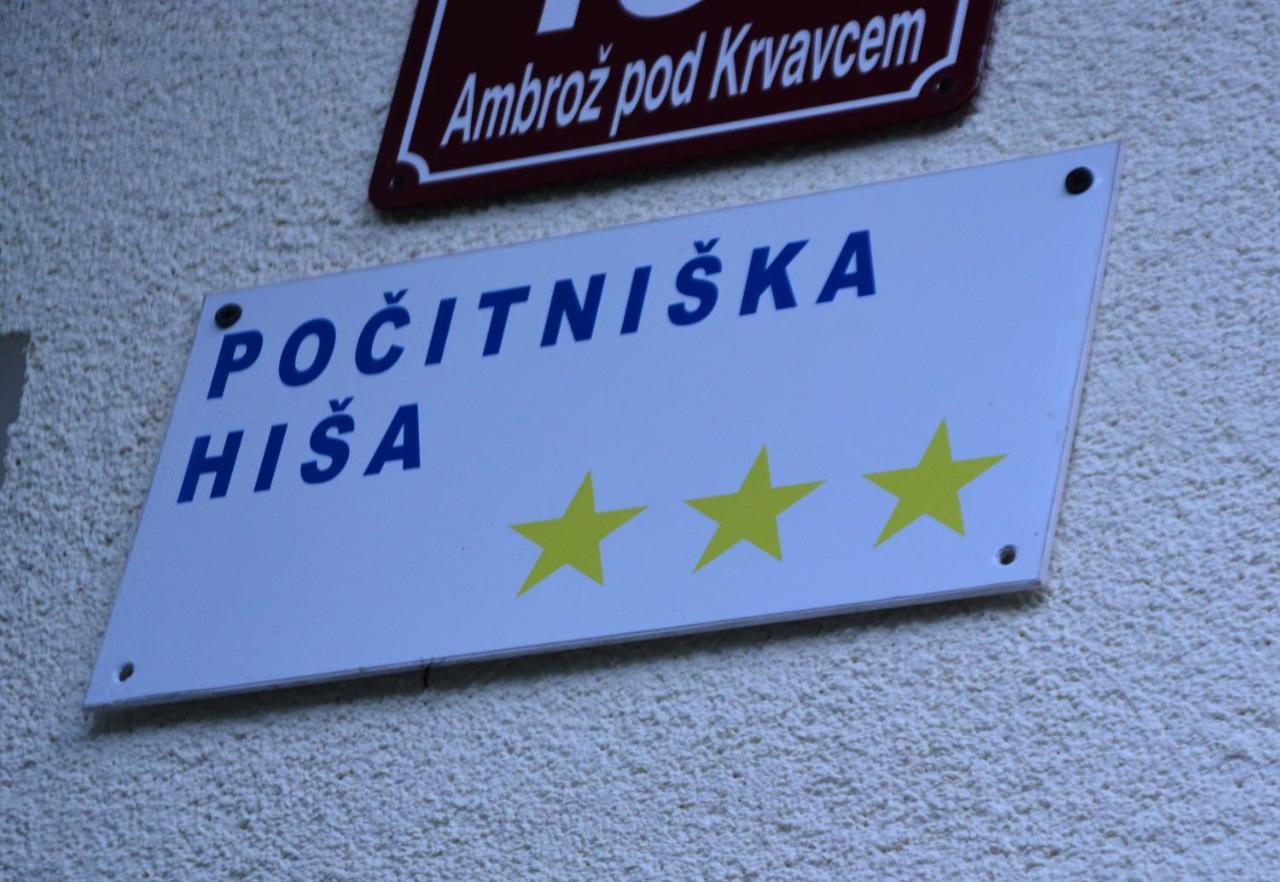 Ambrož pod Krvavcem
POČITNIŠKA
HIŠA